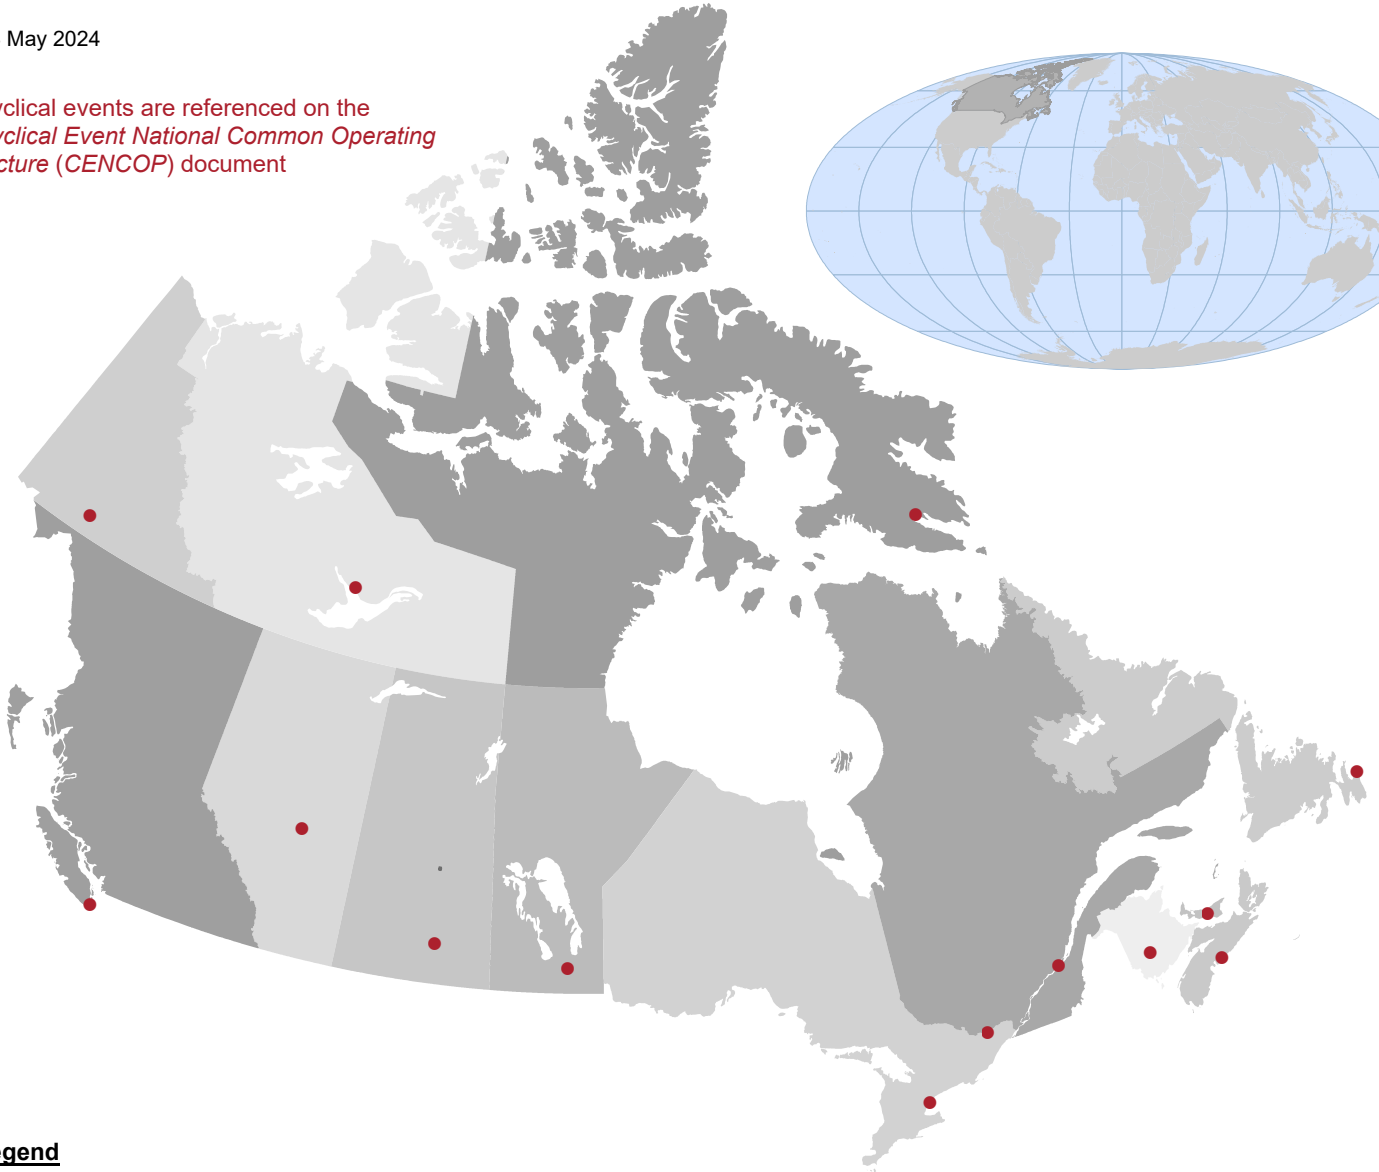 May 2024
yclical events are referenced on the
yclical Event National Common Operating
cture (CENCOP) document
egend